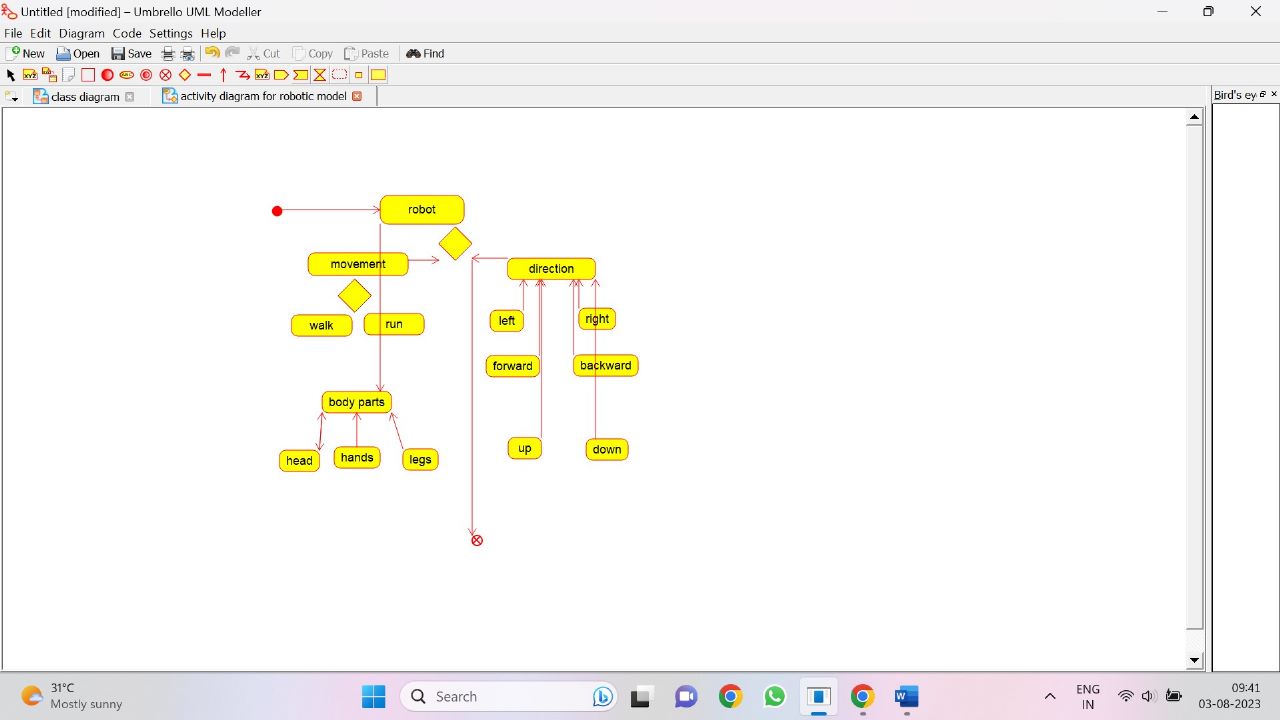 Untitled [modified] – Umbrello UML Modeller
File Edit Diagram Code Settings Help
New Open Save Cut Copy Paste Find
class diagram activity diagram for robotic model
Bird's ey
robot
movement
direction
walk
run
left
right
forward
backward
body parts
head
hands
legs
up
down
31°C
Mostly sunny
Search
ENG
IN
09:41
03-08-2023